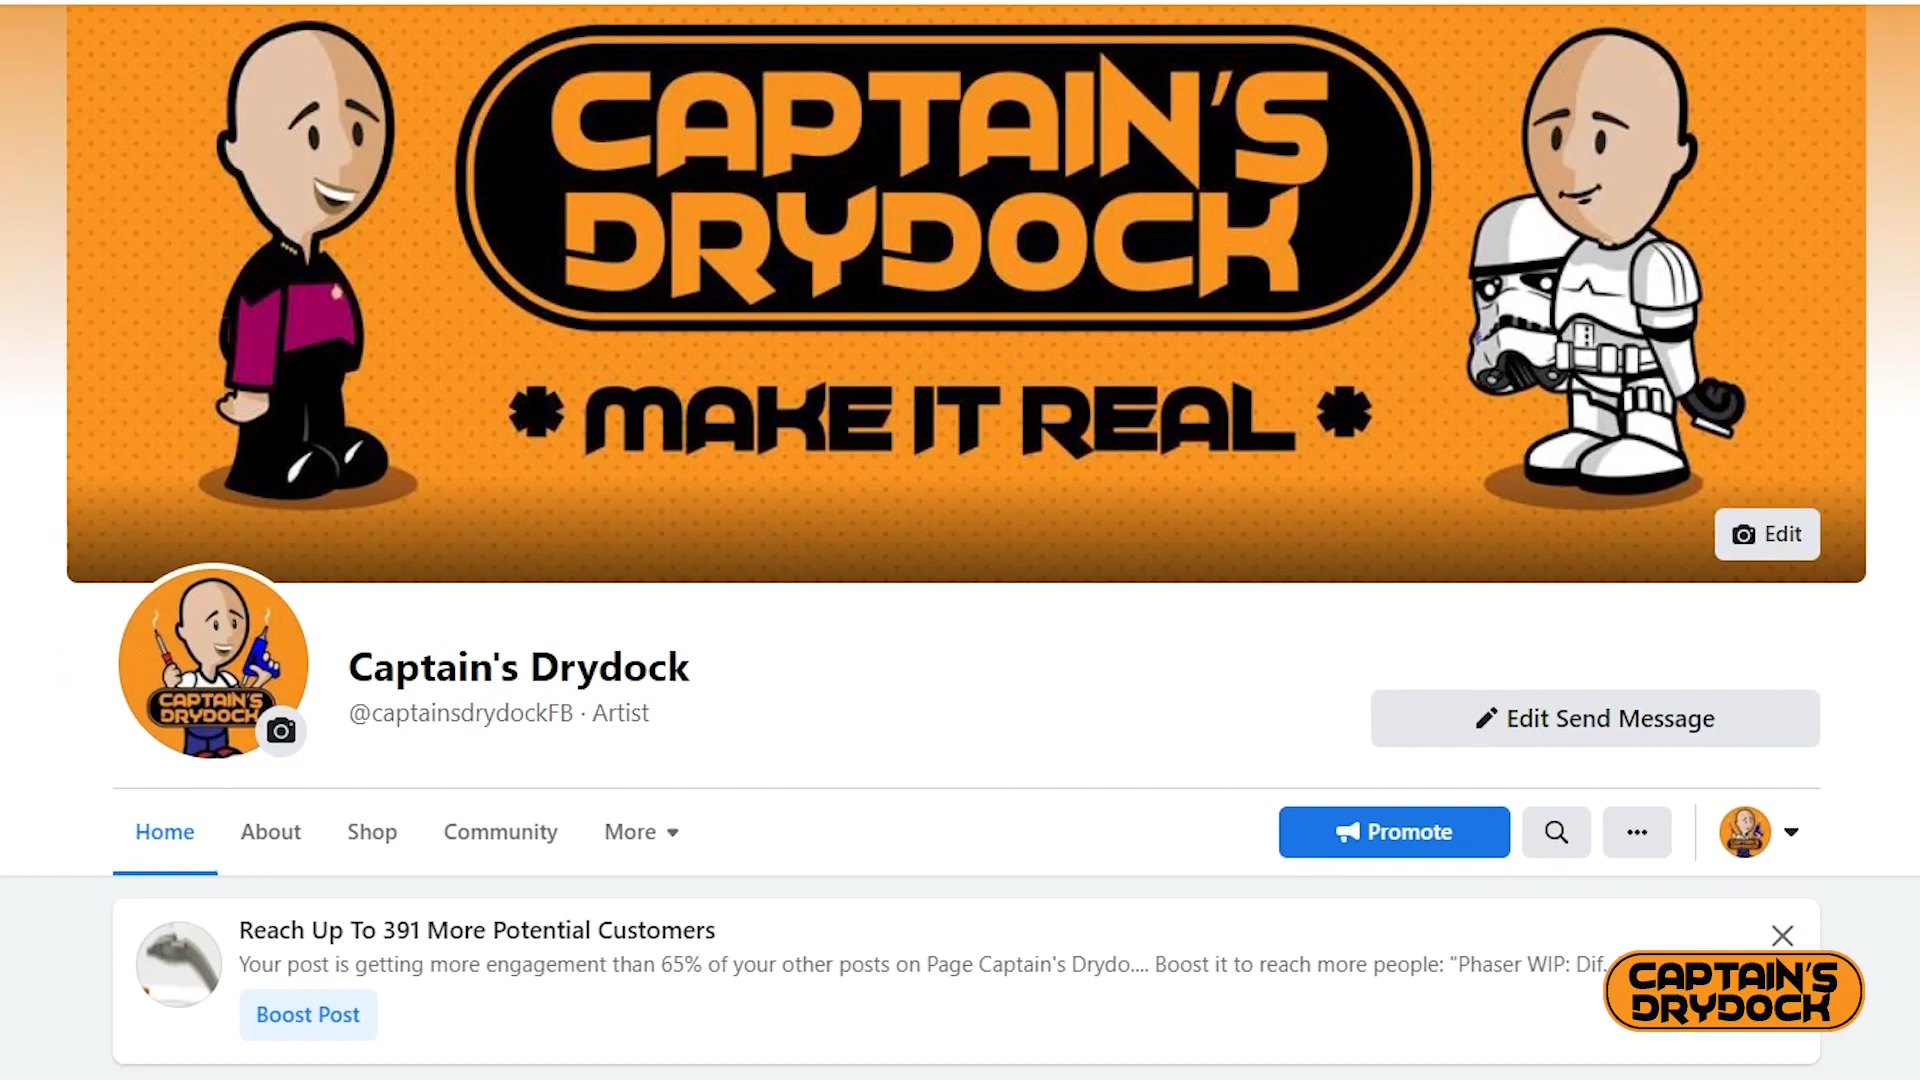 CAPTAIN'S
DRYDOCK
* MAKE IT REAL *
Edit
CAPTAIN'S
DRYDOCK
Captain's Drydock
@captainsdrydockFB · Artist
Edit Send Message
Home
About
Shop
Community
More
Promote
Reach Up To 391 More Potential Customers
Your post is getting more engagement than 65% of your other posts on Page Captain's Drydo.... Boost it to reach more people: "Phaser WIP: Dif.
Boost Post
CAPTAIN'S
DRYDOCK